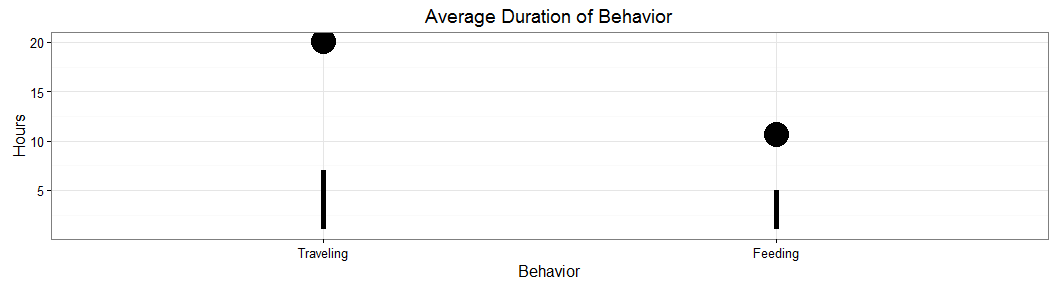 Average Duration of Behavior
Hours
20
15
10
5
Traveling
Feeding
Behavior